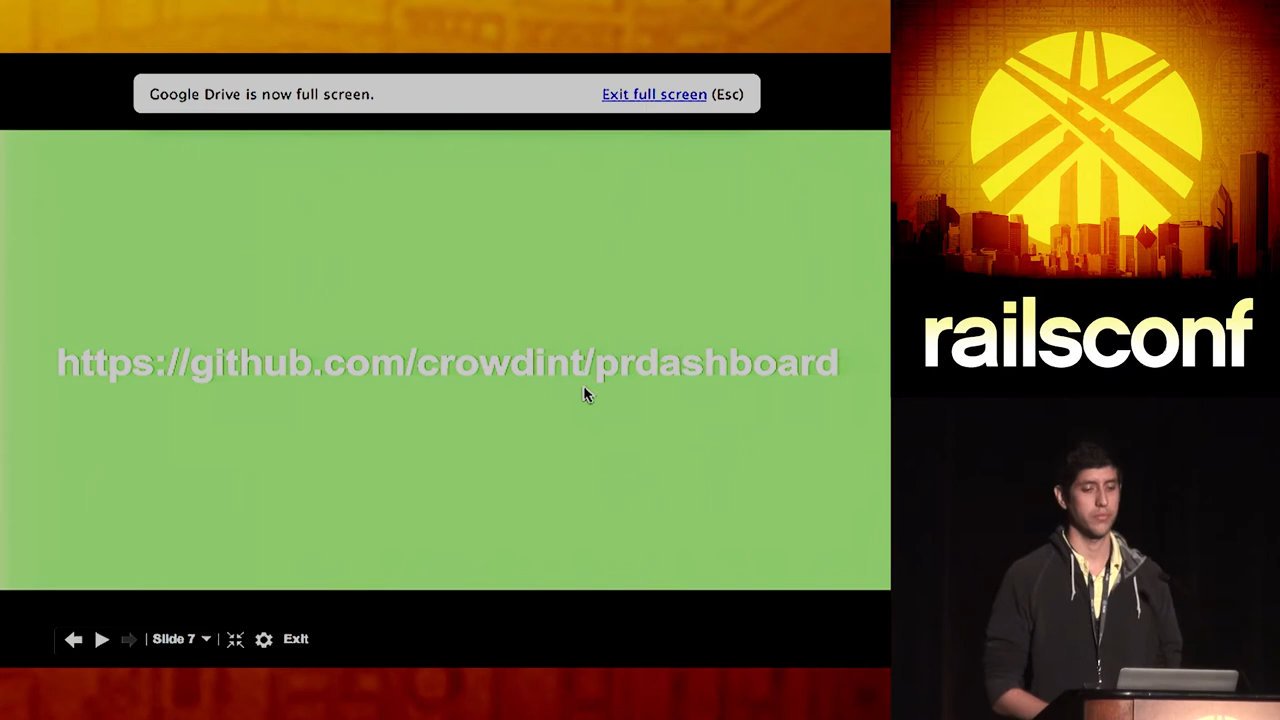 Google Drive is now full screen. Exit full screen (Esc)
https://github.com/crowdint/prdashboard
Slide 7
Exit
railsconf